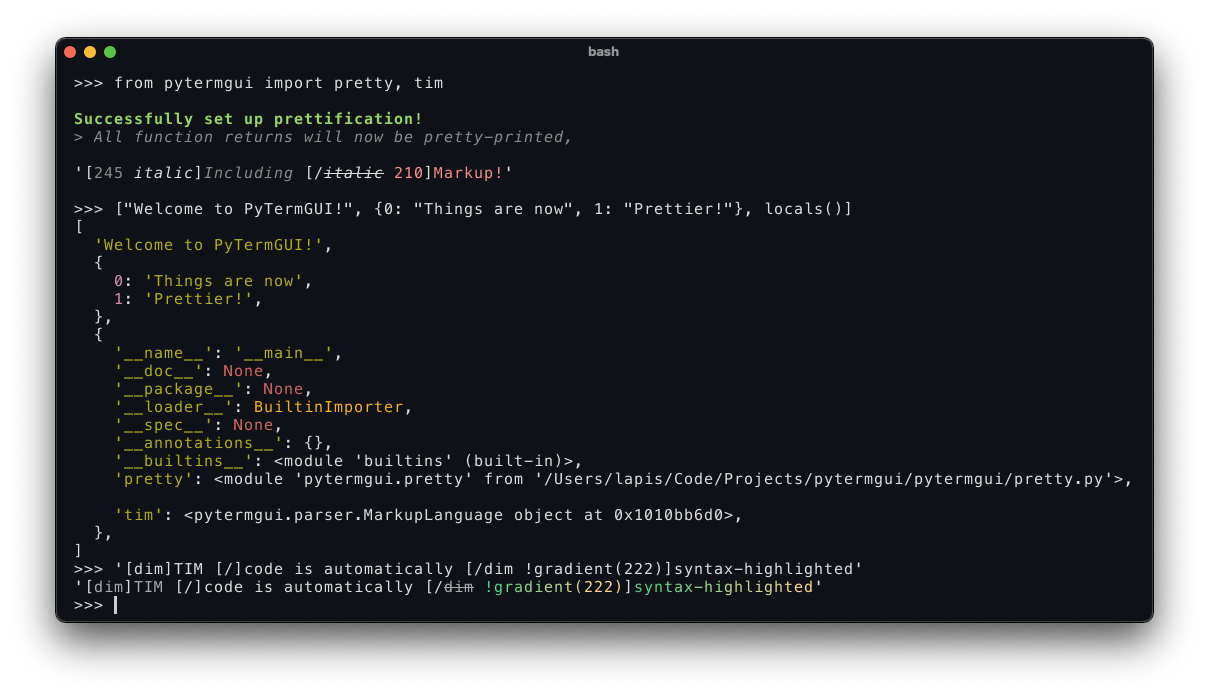 bash
>>> from pytermgui import pretty, tim
Successfully set up prettification!
> All function returns will now be pretty-printed,
'[245 italic]Including [/italic 210]Markup!'
>>> ["Welcome to PyTermGUI!", {0: "Things are now", 1: "Prettier!"}, locals()]
[
  'Welcome to PyTermGUI!',
  {
    0: 'Things are now',
    1: 'Prettier!',
  },
  {
    '__name__': '__main__',
    '__doc__': None,
    '__package__': None,
    '__loader__': BuiltinImporter,
    '__spec__': None,
    '__annotations__': {},
    '__builtins__': <module 'builtins' (built-in)>,
    'pretty': <module 'pytermgui.pretty' from '/Users/lapis/Code/Projects/pytermgui/pytermgui/pretty.py'>,
    'tim': <pytermgui.parser.MarkupLanguage object at 0x1010bb6d0>,
  },
]
>>> '[dim]TIM [/]code is automatically [/dim !gradient(222)]syntax-highlighted'
'[dim]TIM [/]code is automatically [/dim !gradient(222)]syntax-highlighted'
>>>